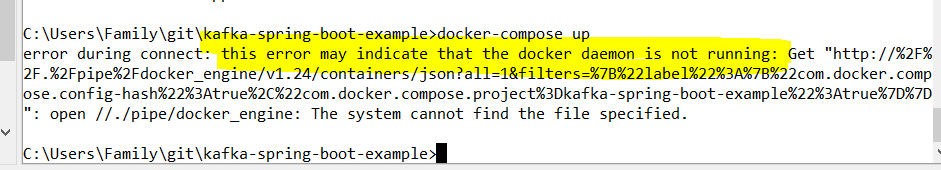 C:\Users\Family\git\kafka-spring-boot-example>docker-compose up
error during connect: this error may indicate that the docker daemon is not running: Get "http://%2F%
2F.%2Fpipe%2Fdocker_engine/v1.24/containers/json?all=1&filters=%7B%22label%22%3A%7B%22com.docker.comp
ose.config-hash%22%3Atrue%2C%22com.docker.compose.project%3Dkafka-spring-boot-example%22%3Atrue%7D%7D
": open //./pipe/docker_engine: The system cannot find the file specified.
C:\Users\Family\git\kafka-spring-boot-example>